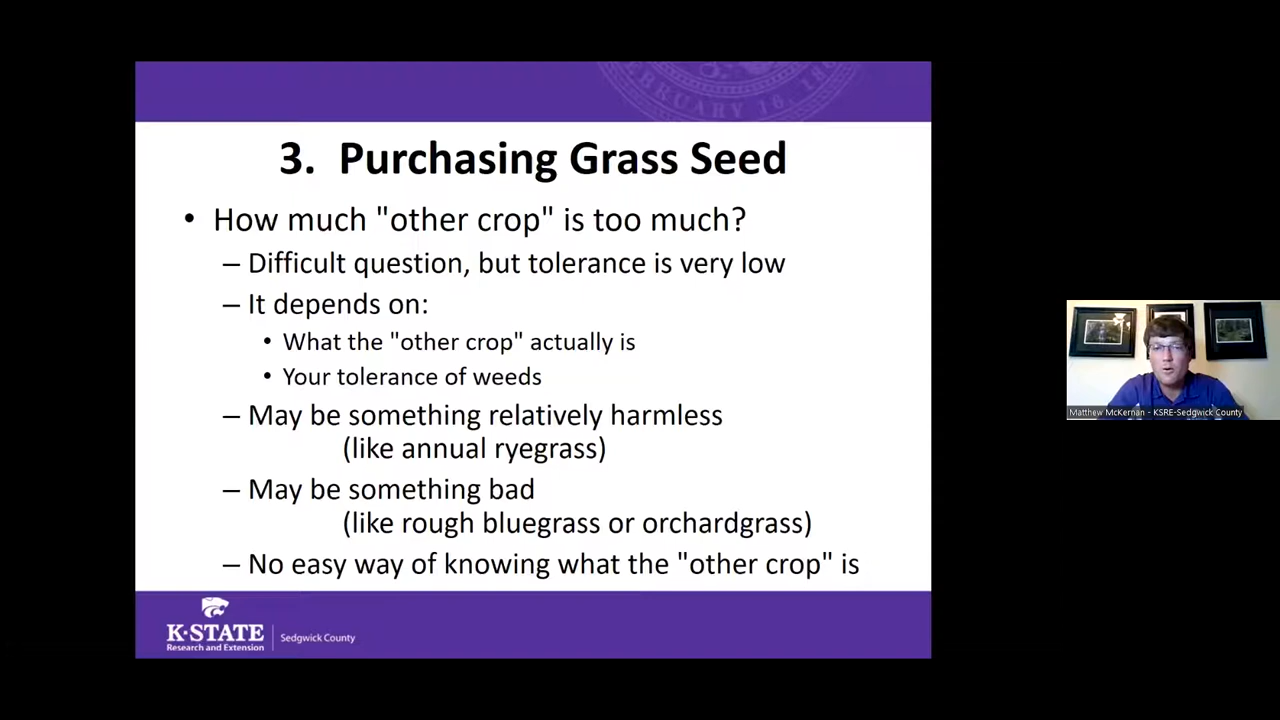 FEBRUARY 16, 186
3. Purchasing Grass Seed
• How much "other crop" is too much?
– Difficult question, but tolerance is very low
– It depends on:
• What the "other crop" actually is
• Your tolerance of weeds
– May be something relatively harmless
(like annual ryegrass)
– May be something bad
(like rough bluegrass or orchardgrass)
– No easy way of knowing what the "other crop" is
K-STATE
Research and Extension
Sedgwick County
Matthew McKernan - KSRE-Sedgwick County